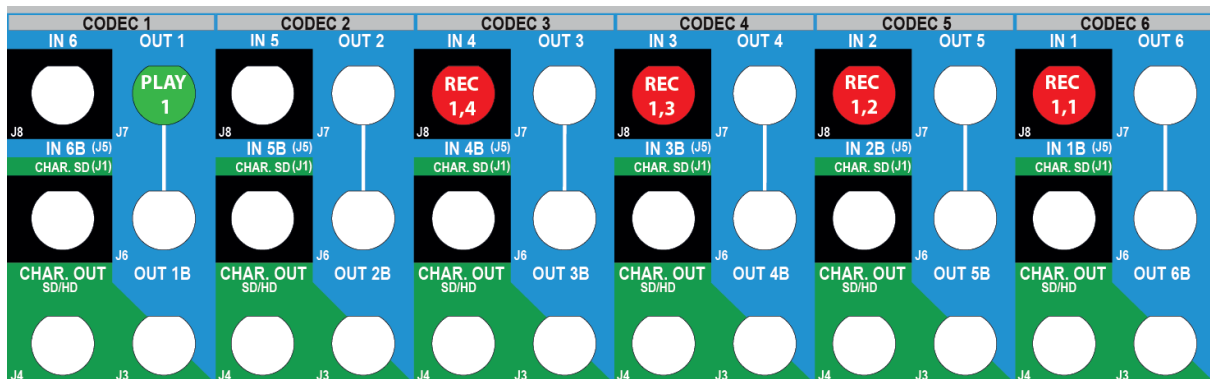 CODEC 1 CODEC 2 CODEC 3 CODEC 4 CODEC 5 CODEC 6
IN 6 OUT 1 IN 5 OUT 2 IN 4 OUT 3 IN 3 OUT 4 IN 2 OUT 5 IN 1 OUT 6
PLAY REC REC REC REC
1 1,4 1,3 1,2 1,1
J8 J7 J8 J7 J8 J7 J8 J7 J8 J7 J8 J7
IN 6B (J5) IN 5B (J5) IN 4B (J5) IN 3B (J5) IN 2B (J5) IN 1B (J5)
CHAR. SD (J1) CHAR. SD (J1) CHAR. SD (J1) CHAR. SD (J1) CHAR. SD (J1) CHAR. SD (J1)
J6 J6 J6 J6 J6 J6
CHAR. OUT OUT 1B CHAR. OUT OUT 2B CHAR. OUT OUT 3B CHAR. OUT OUT 4B CHAR. OUT OUT 5B CHAR. OUT OUT 6B
SD/HD SD/HD SD/HD SD/HD SD/HD SD/HD
J4 J3 J4 J3 J4 J3 J4 J3 J4 J3 J4 J3